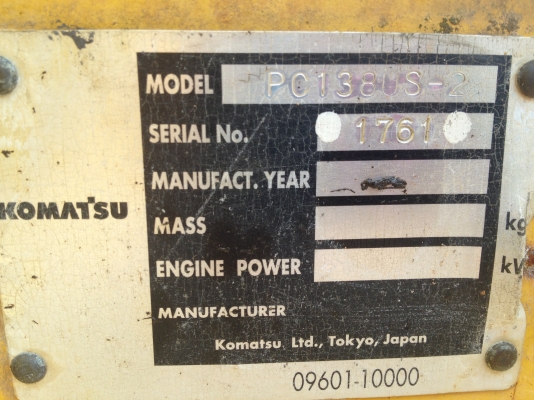 MODEL PC138US-2
SERIAL No. 1761
MANUFACT. YEAR
KOMATSU
MASS kg
ENGINE POWER kW
MANUFACTURER
Komatsu Ltd., Tokyo, Japan
09601-10000